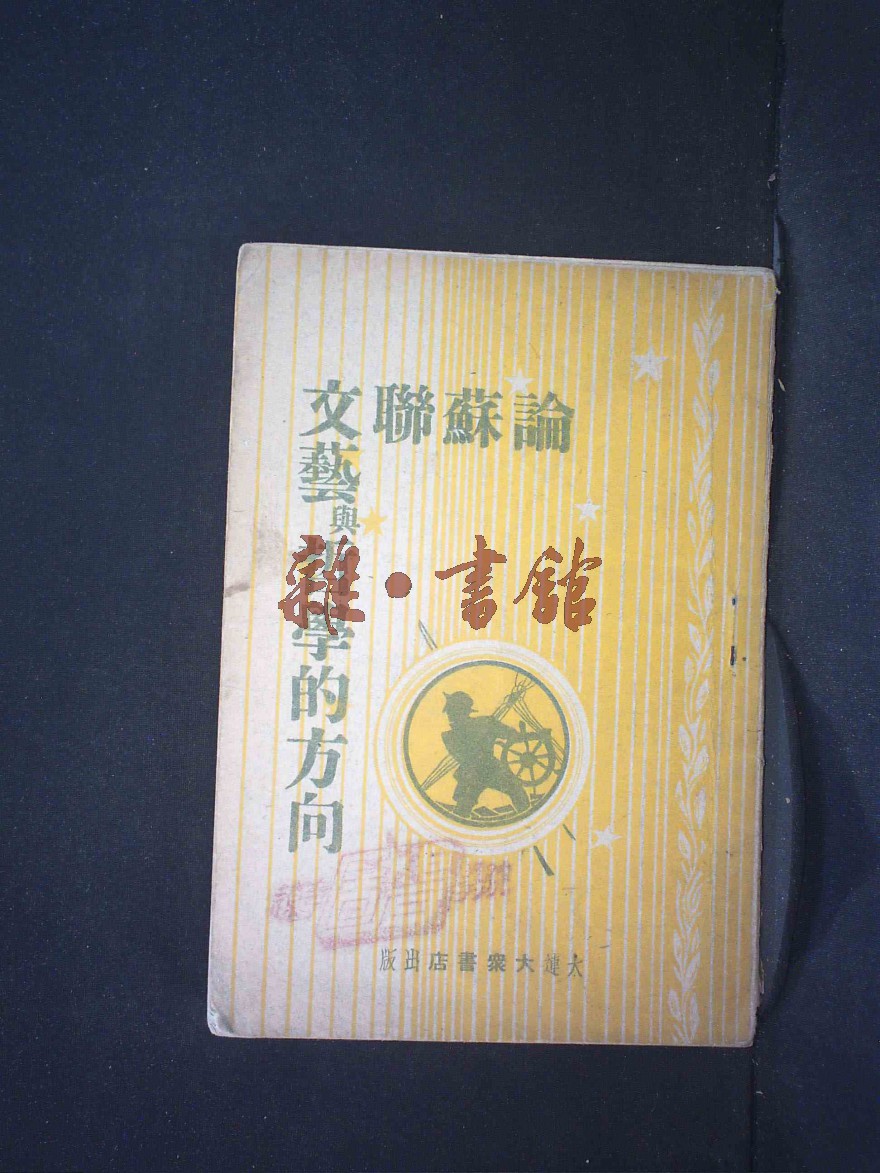 論蘇聯
文藝與哲學的方向
雜·書館
大連大眾書店出版